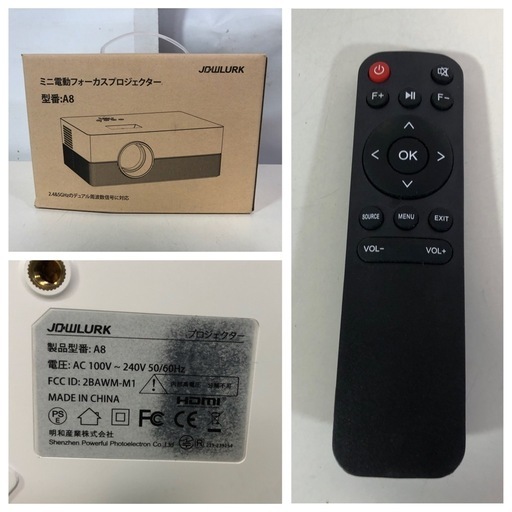 JOWLURK
ミニ電動フォーカスプロジェクター
型番:A8
2.4&5GHzのデュアル周波数信号に対応
JOWLURK プロジェクター
製品型番: A8
電圧: AC 100V ~ 240V 50/60Hz
FCC ID: 2BAWM-M1
MADE IN CHINA
HDMI
PS E
FC CE
明和産業株式会社
Shenzhen Powerful Photoelectron Co.,Ltd
R
F+ F−
OK
SOURCE MENU EXIT
VOL− VOL+